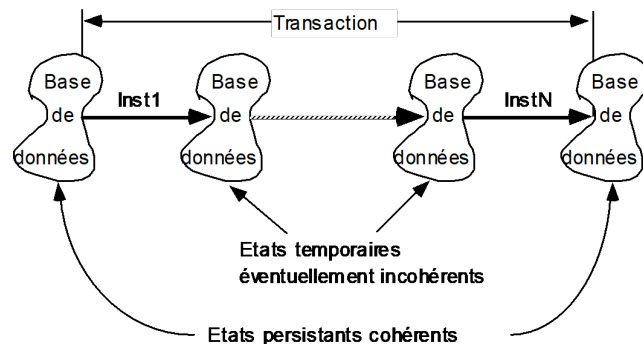 Transaction
Base
de
données
Inst1
Base
de
données
Base
de
données
InstN
Base
de
données
Etats temporaires
éventuellement incohérents
Etats persistants cohérents